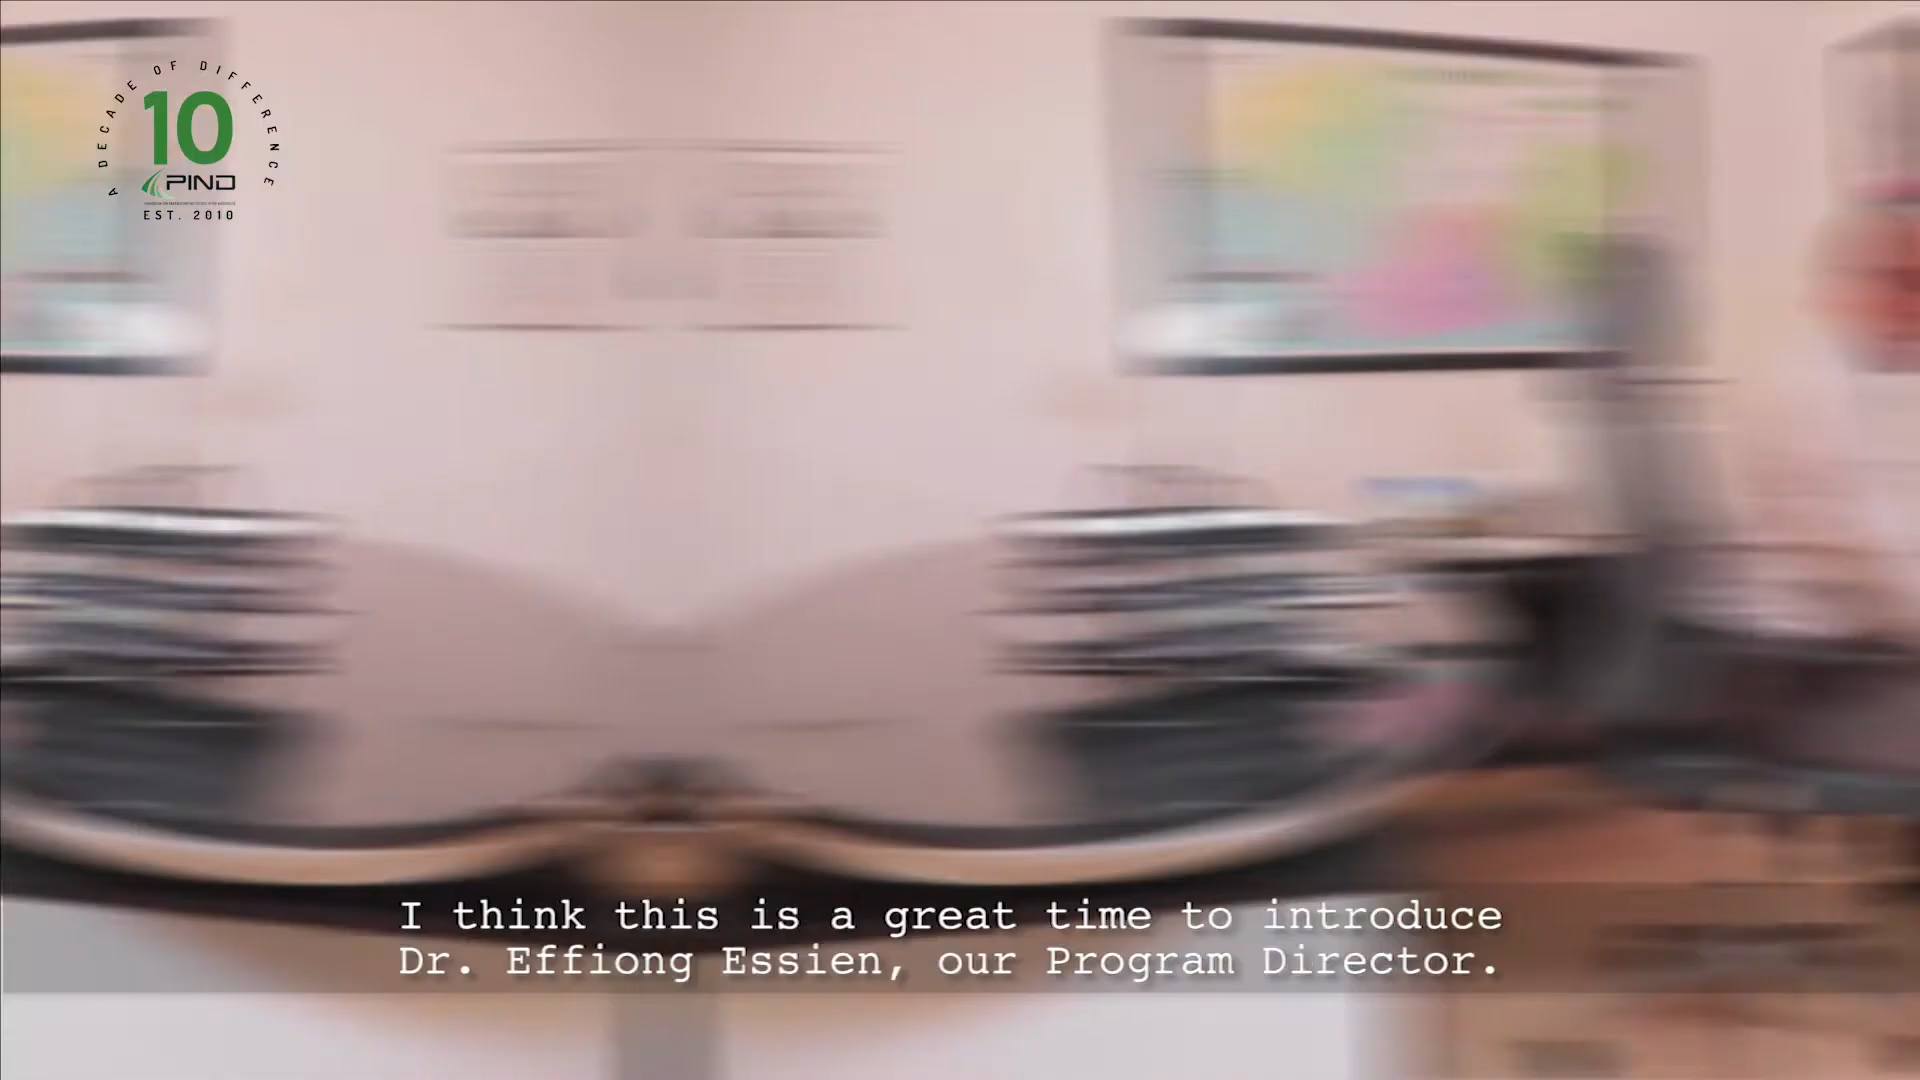 A DECADE OF DIFFERENCE
10
PIND
EST. 2010
I think this is a great time to introduce
Dr. Effiong Essien, our Program Director.